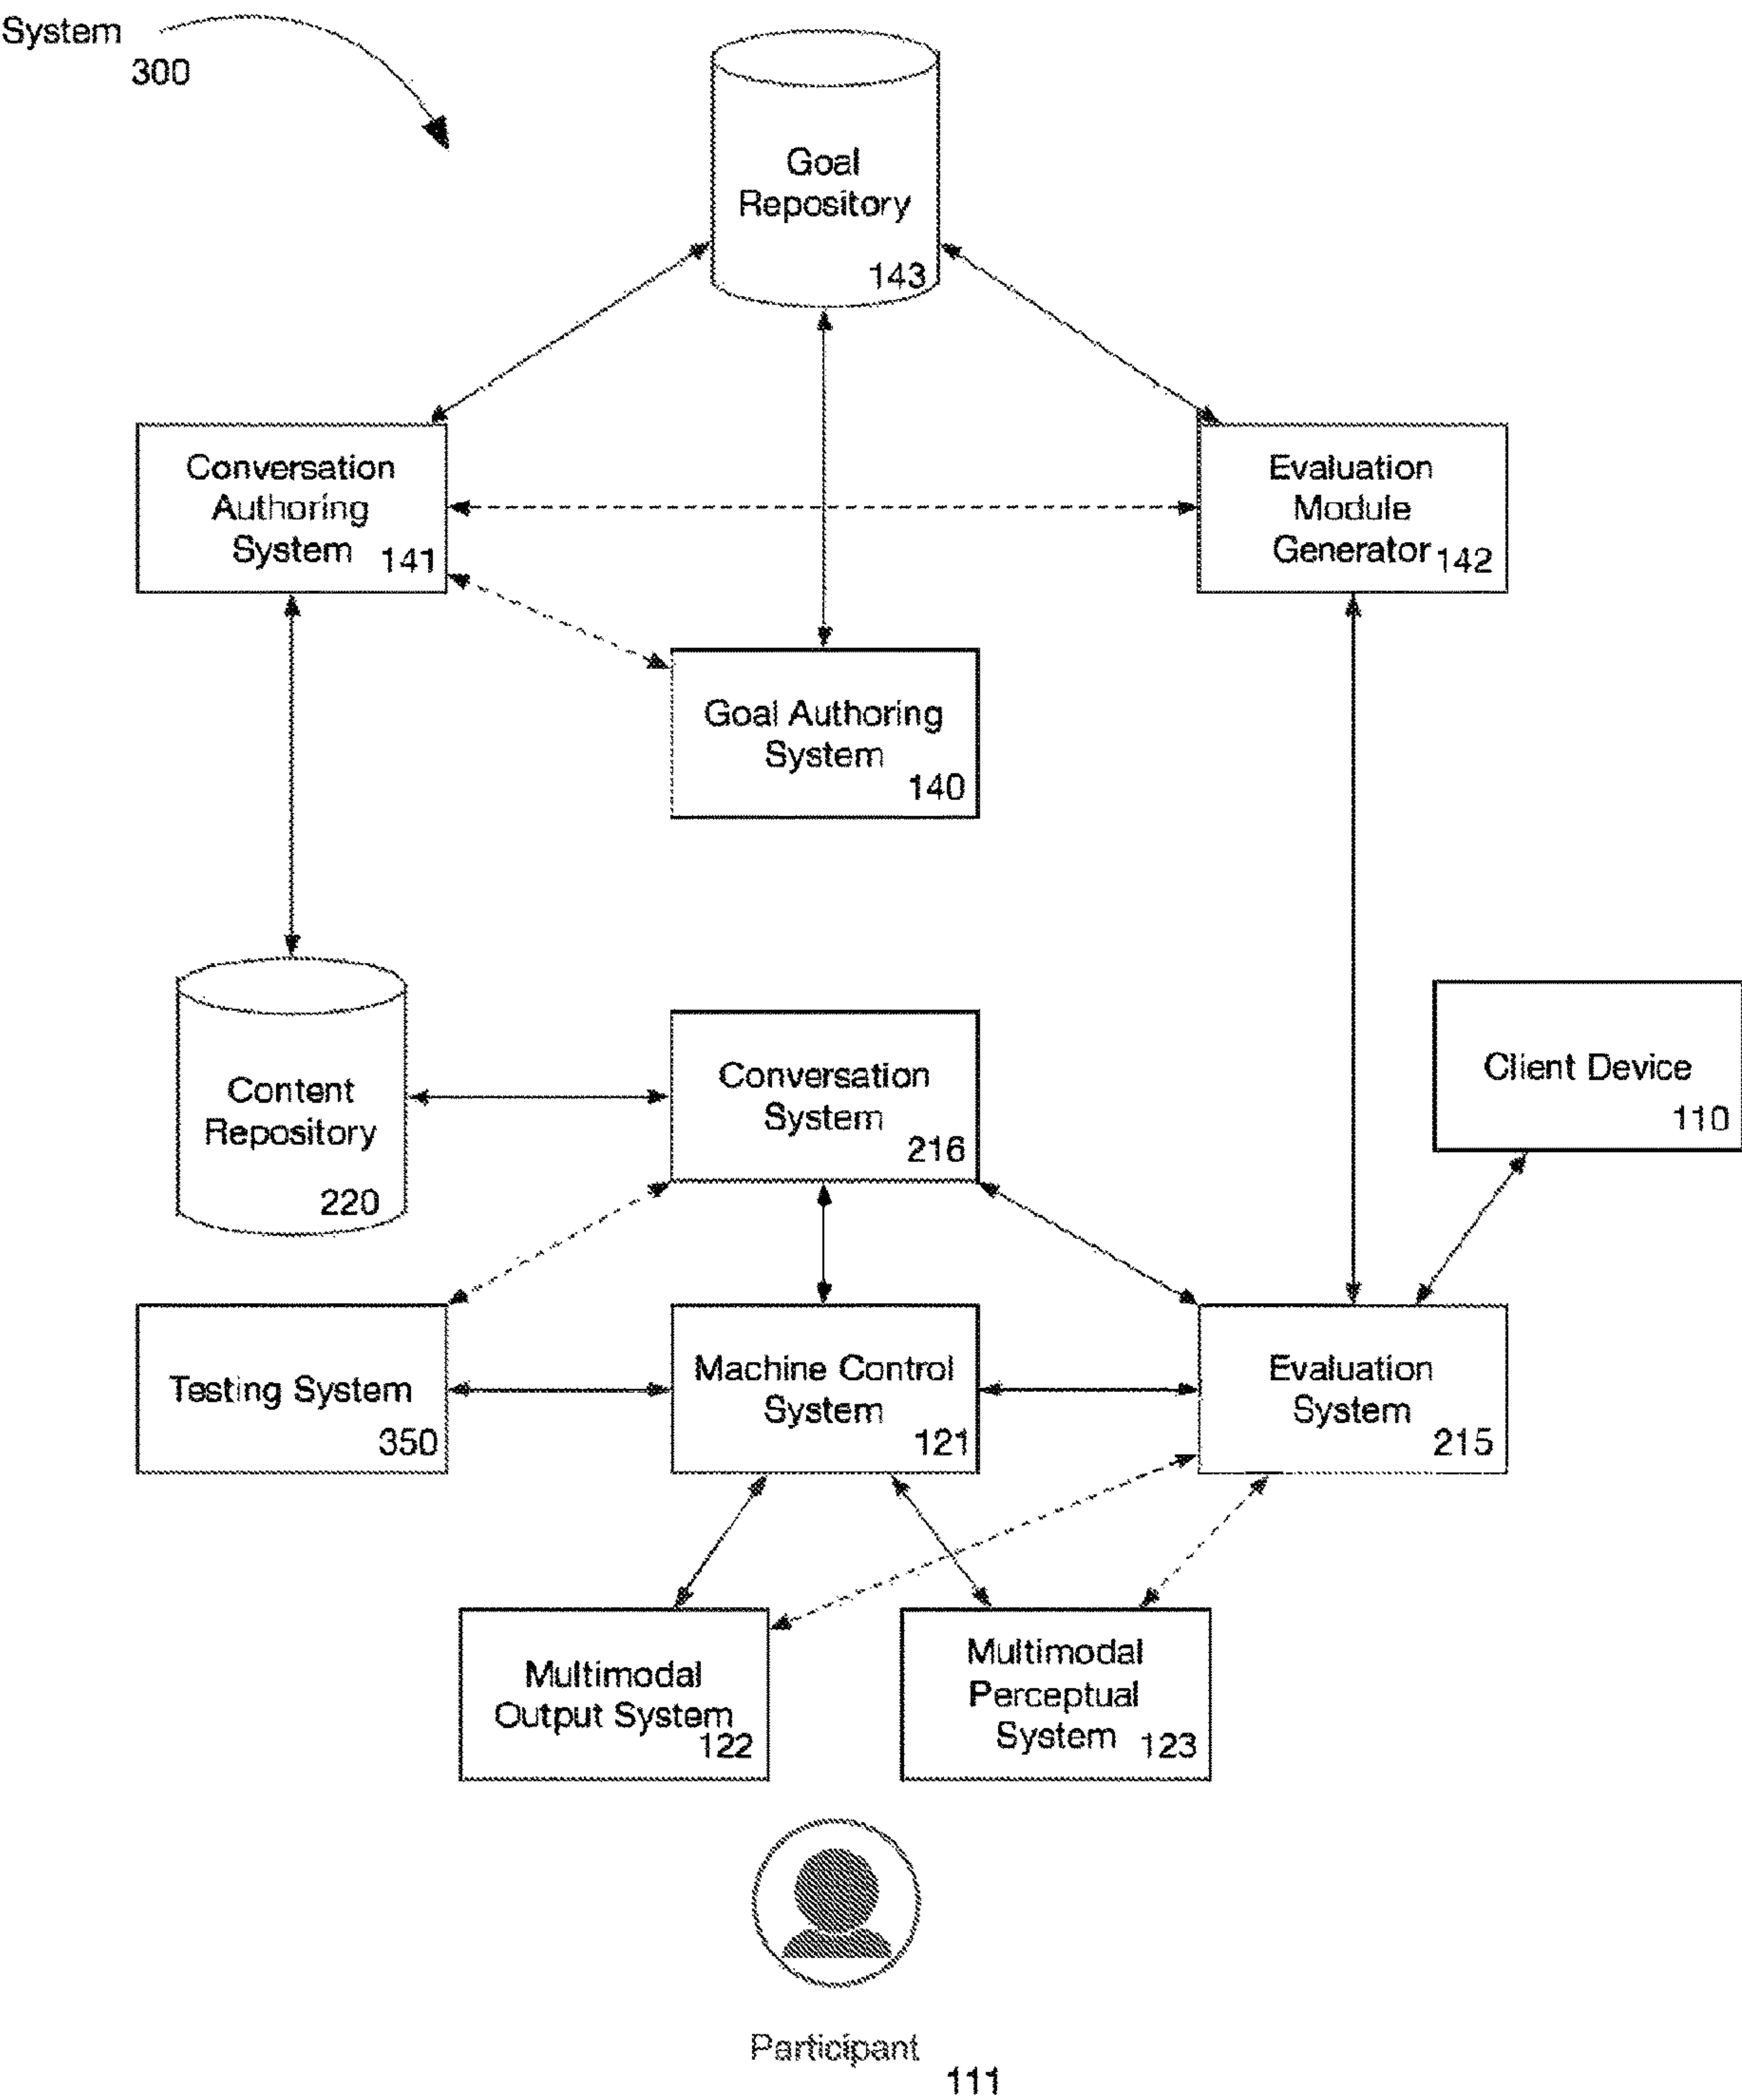 System
300
Goal
Repository
143
Conversation
Authoring
System
141
Evaluation
Module
Generator
142
Goal Authoring
System
140
Content
Repository
220
Conversation
System
216
Client Device
110
Testing System
350
Machine Control
System
121
Evaluation
System
215
Multimodal
Output System
122
Multimodal
Perceptual
System
123
Participant
111